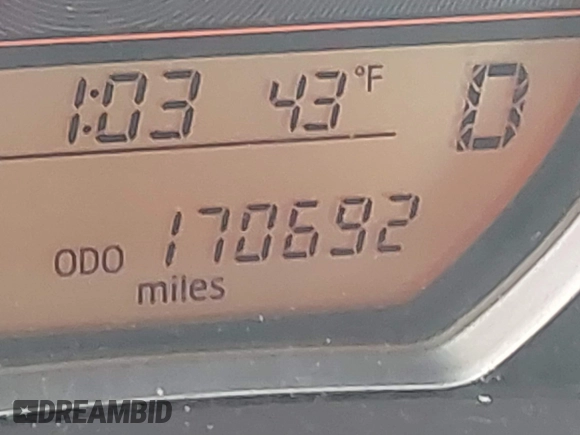 1:03 43°F D
ODO 170692
miles
DREAMBID